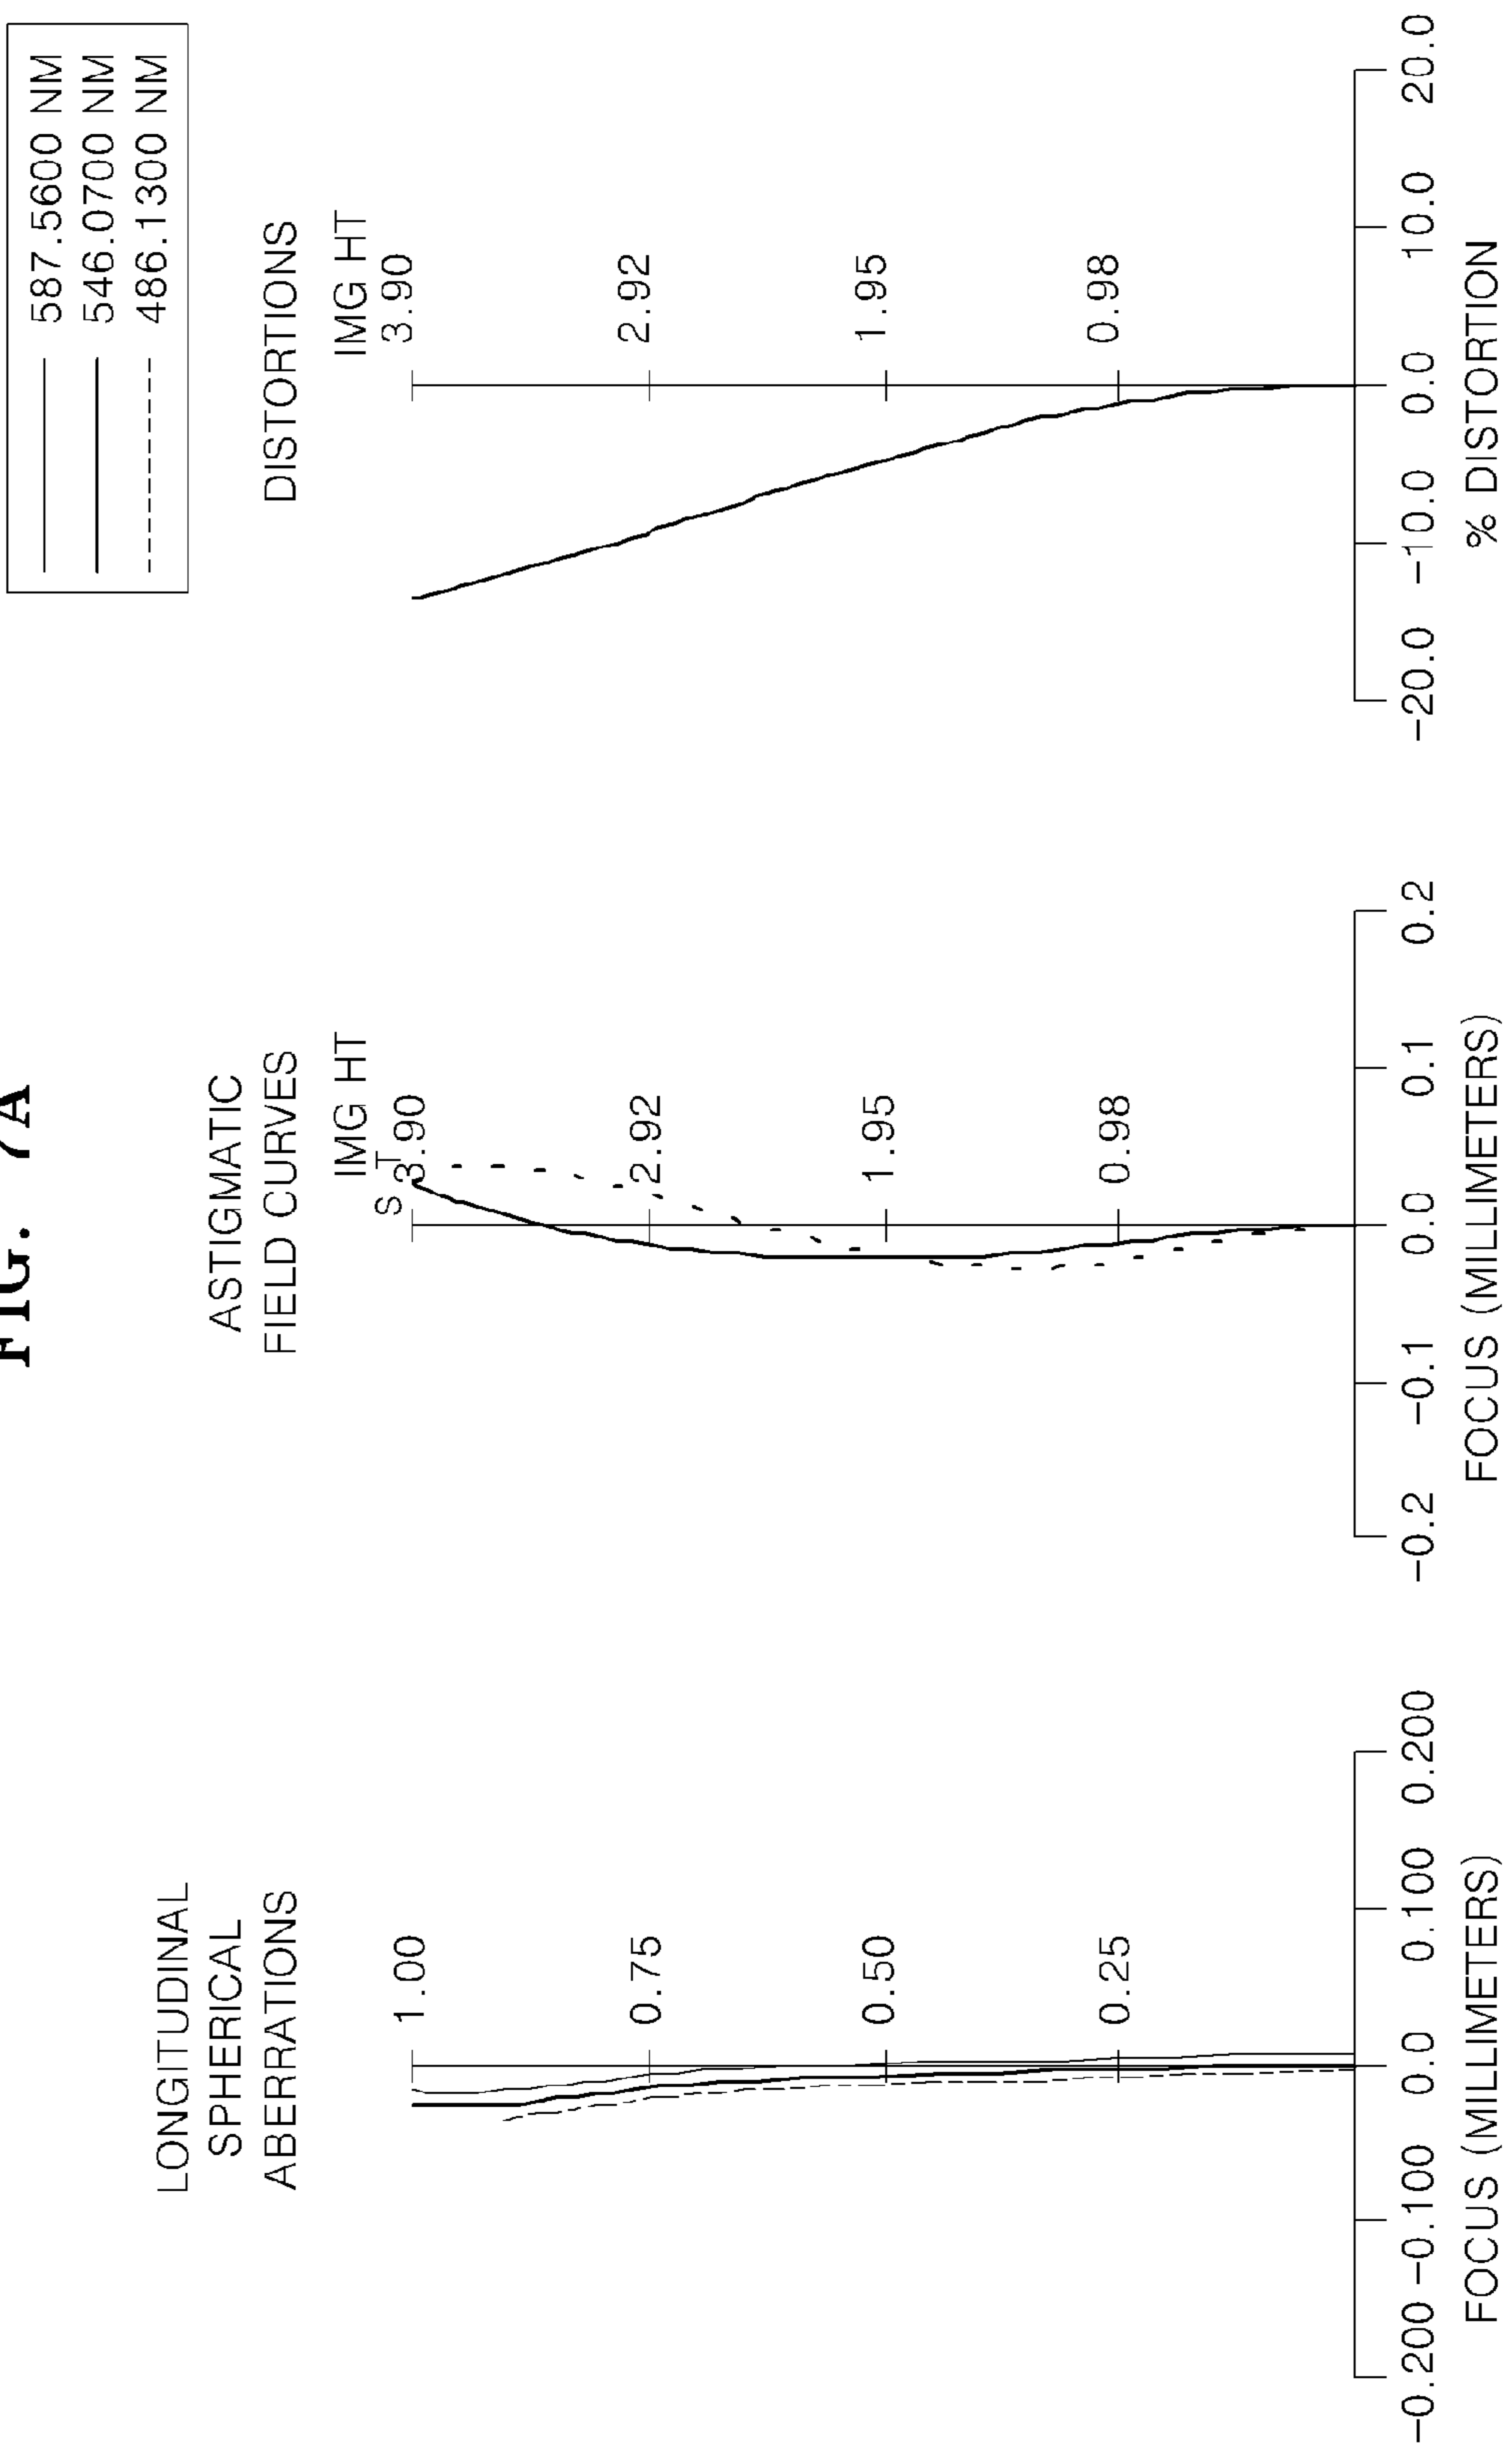 FIG. 7A
587.5600 NM
546.0700 NM
486.1300 NM
LONGITUDINAL
SPHERICAL
ABERRATIONS
1.00
0.75
0.50
0.25
-0.200 -0.100 0.0 0.100 0.200
FOCUS (MILLIMETERS)
ASTIGMATIC
FIELD CURVES
IMG HT
S T
3.90
2.92
1.95
0.98
-0.2 -0.1 0.0 0.1 0.2
FOCUS (MILLIMETERS)
DISTORTIONS
IMG HT
3.90
2.92
1.95
0.98
-20.0 -10.0 0.0 10.0 20.0
% DISTORTION